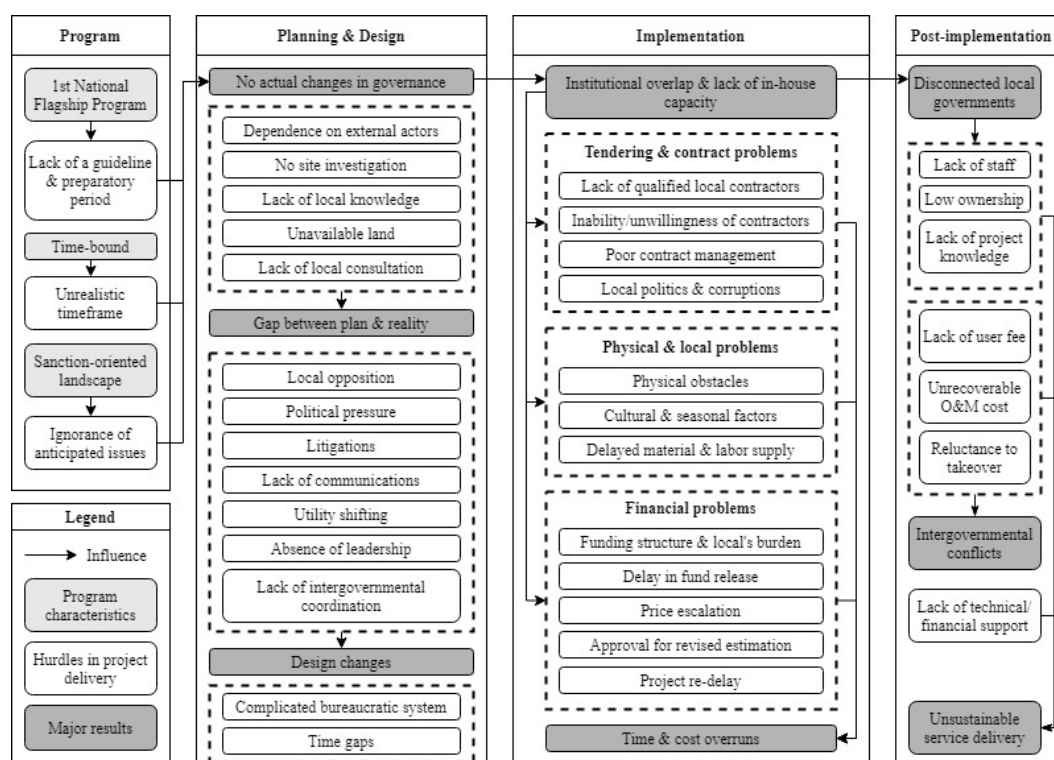 Program
1st National
Flagship Program
Lack of a guideline
& preparatory
period
Time-bound
Unrealistic
timeframe
Sanction-oriented
landscape
Ignorance of
anticipated issues
Legend
Influence
Program
characteristics
Hurdles in project
delivery
Major results
Planning & Design
No actual changes in governance
Dependence on external actors
No site investigation
Lack of local knowledge
Unavailable land
Lack of local consultation
Gap between plan & reality
Local opposition
Political pressure
Litigations
Lack of communications
Utility shifting
Absence of leadership
Lack of intergovernmental
coordination
Design changes
Complicated bureaucratic system
Time gaps
Implementation
Institutional overlap & lack of in-house
capacity
Tendering & contract problems
Lack of qualified local contractors
Inability/unwillingness of contractors
Poor contract management
Local politics & corruptions
Physical & local problems
Physical obstacles
Cultural & seasonal factors
Delayed material & labor supply
Financial problems
Funding structure & local's burden
Delay in fund release
Price escalation
Approval for revised estimation
Project re-delay
Time & cost overruns
Post-implementation
Disconnected local
governments
Lack of staff
Low ownership
Lack of project
knowledge
Lack of user fee
Unrecoverable
O&M cost
Reluctance to
takeover
Intergovernmental
conflicts
Lack of technical/
financial support
Unsustainable
service delivery